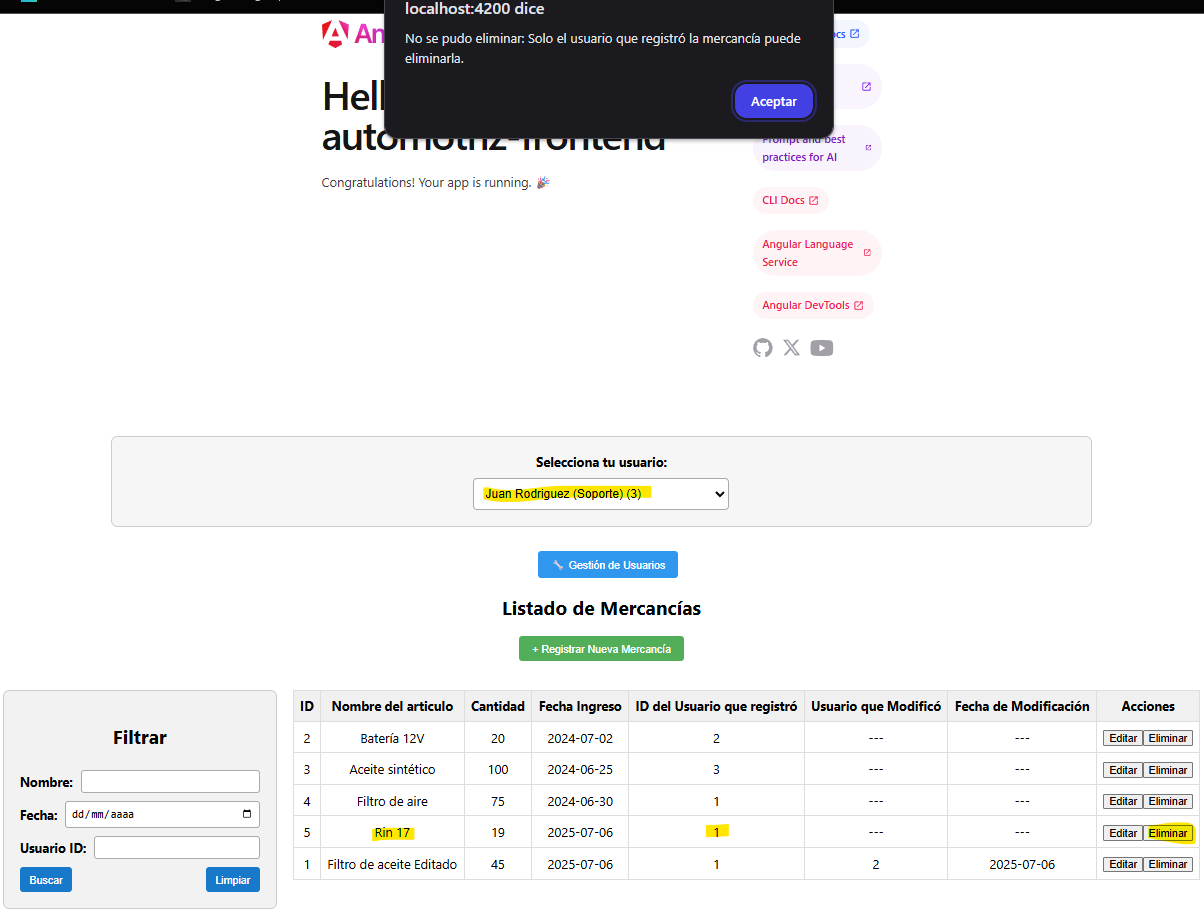 localhost:4200 dice
No se pudo eliminar: Solo el usuario que registró la mercancía puede
eliminarla.
Aceptar
An
Hell
automotriz-frontend
Congratulations! Your app is running. 🎉
Prompt and best
practices for AI
CLI Docs
Angular Language
Service
Angular DevTools
Selecciona tu usuario:
Juan Rodriguez (Soporte) (3)
🔧 Gestión de Usuarios
Listado de Mercancías
+ Registrar Nueva Mercancía
Filtrar
Nombre:
Fecha: dd/mm/aaaa
Usuario ID:
Buscar Limpiar
ID Nombre del articulo Cantidad Fecha Ingreso ID del Usuario que registró Usuario que Modificó Fecha de Modificación Acciones
2 Batería 12V 20 2024-07-02 2 --- --- Editar Eliminar
3 Aceite sintético 100 2024-06-25 3 --- --- Editar Eliminar
4 Filtro de aire 75 2024-06-30 1 --- --- Editar Eliminar
5 Rin 17 19 2025-07-06 1 --- --- Editar Eliminar
1 Filtro de aceite Editado 45 2025-07-06 1 2 2025-07-06 Editar Eliminar